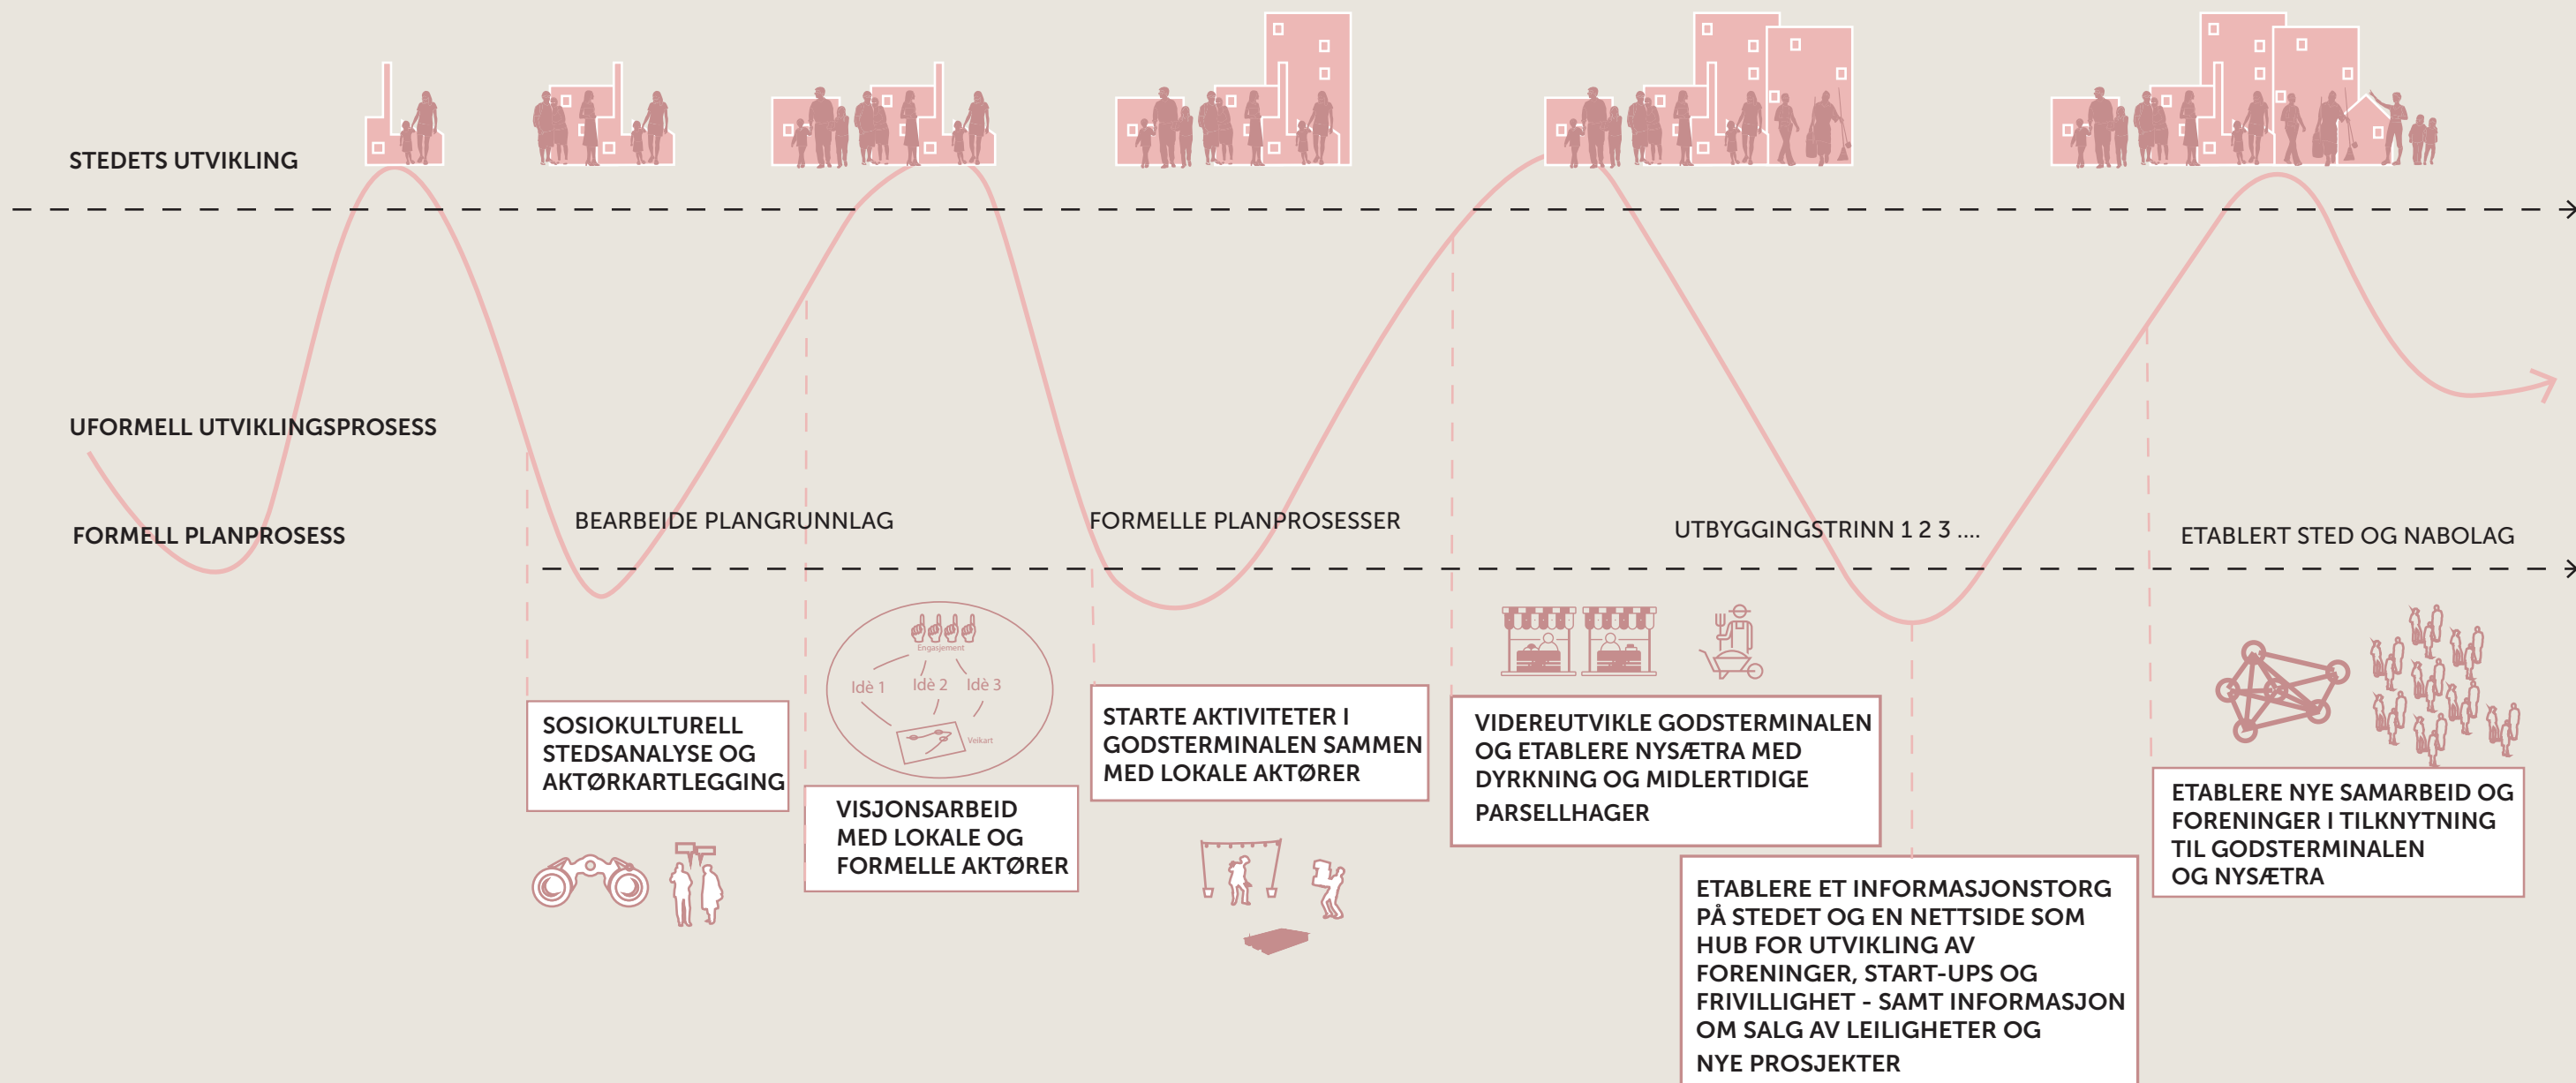 STEDETS UTVIKLING
UFORMELL UTVIKLINGSPROSESS
FORMELL PLANPROSESS
BEARBEIDE PLANGRUNNLAG
FORMELLE PLANPROSESSER
UTBYGGINGSTRINN 1 2 3 ....
ETABLERT STED OG NABOLAG
SOSIOKULTURELL
STEDSANALYSE OG
AKTØRKARTLEGGING
Engasjement
Idè 1 Idè 2 Idè 3
Veikart
VISJONSARBEID
MED LOKALE OG
FORMELLE AKTØRER
STARTE AKTIVITETER I
GODSTERMINALEN SAMMEN
MED LOKALE AKTØRER
VIDEREUTVIKLE GODSTERMINALEN
OG ETABLERE NYSÆTRA MED
DYRKNING OG MIDLERTIDIGE
PARSELLHAGER
ETABLERE ET INFORMASJONSTORG
PÅ STEDET OG EN NETTSIDE SOM
HUB FOR UTVIKLING AV
FORENINGER, START-UPS OG
FRIVILLIGHET - SAMT INFORMASJON
OM SALG AV LEILIGHETER OG
NYE PROSJEKTER
ETABLERE NYE SAMARBEID OG
FORENINGER I TILKNYTNING
TIL GODSTERMINALEN
OG NYSÆTRA